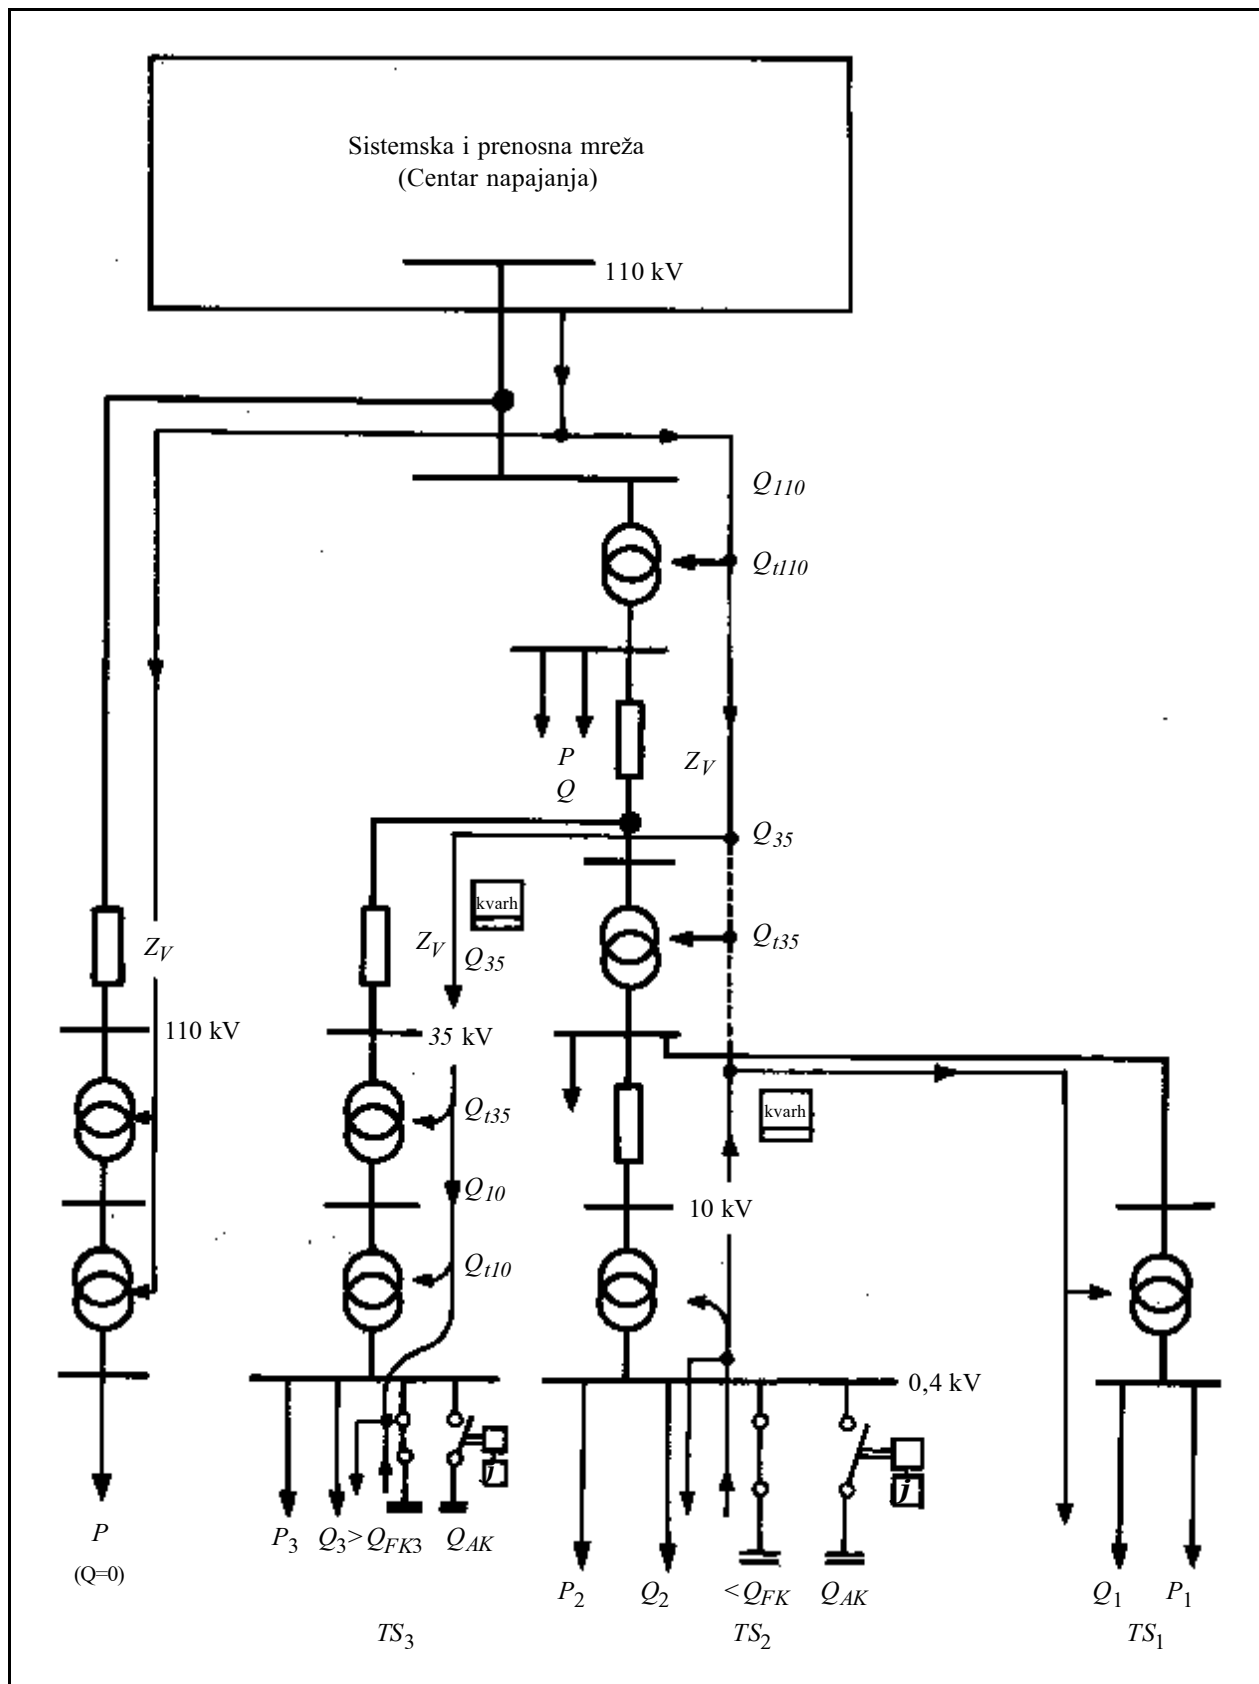 Sistemska i prenosna mreža
(Centar napajanja)
110 kV
Q110
Qt110
P
Q
ZV
Q35
kvarh
Qt35
ZV
ZV
Q35
110 kV
35 kV
Qt35
kvarh
Q10
10 kV
Qt10
0,4 kV
j
j
P
(Q=0)
P3 Q3>QFK3 QAK
P2 Q2 <QFK QAK
Q1 P1
TS3
TS2
TS1